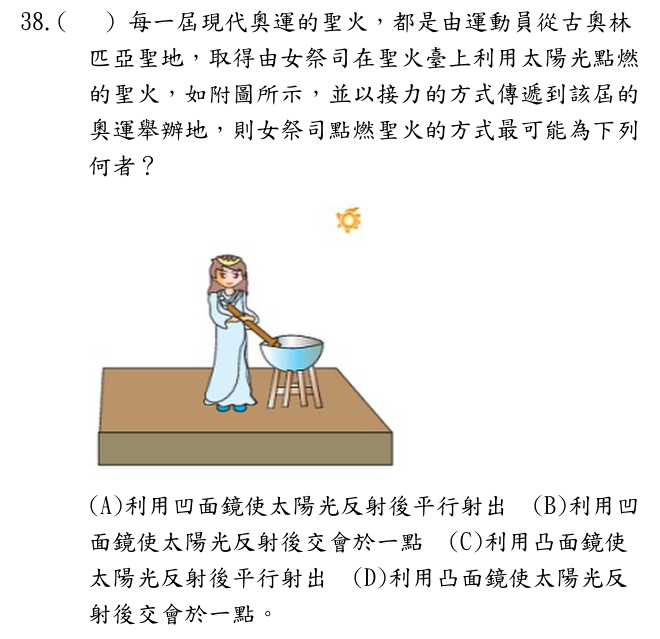 38.(　　) 每一屆現代奧運的聖火，都是由運動員從古奧林
匹亞聖地，取得由女祭司在聖火臺上利用太陽光點燃
的聖火，如附圖所示，並以接力的方式傳遞到該屆的
奧運舉辦地，則女祭司點燃聖火的方式最可能為下列
何者？
(A)利用凹面鏡使太陽光反射後平行射出　(B)利用凹
面鏡使太陽光反射後交會於一點　(C)利用凸面鏡使
太陽光反射後平行射出　(D)利用凸面鏡使太陽光反
射後交會於一點。